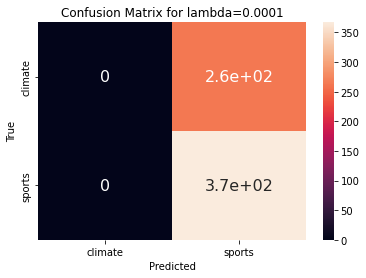 Confusion Matrix for lambda=0.0001
climate
0
2.6e+02
True
sports
0
3.7e+02
climate
sports
Predicted
350
300
250
200
150
100
50
0